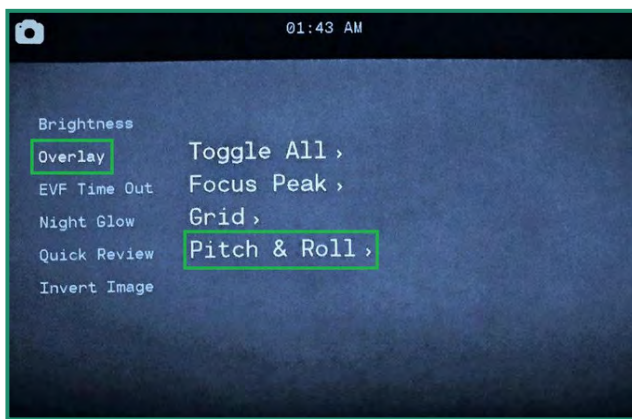 01:43 AM
Brightness
Overlay
EVF Time Out
Night Glow
Quick Review
Invert Image
Toggle All ›
Focus Peak ›
Grid ›
Pitch & Roll ›